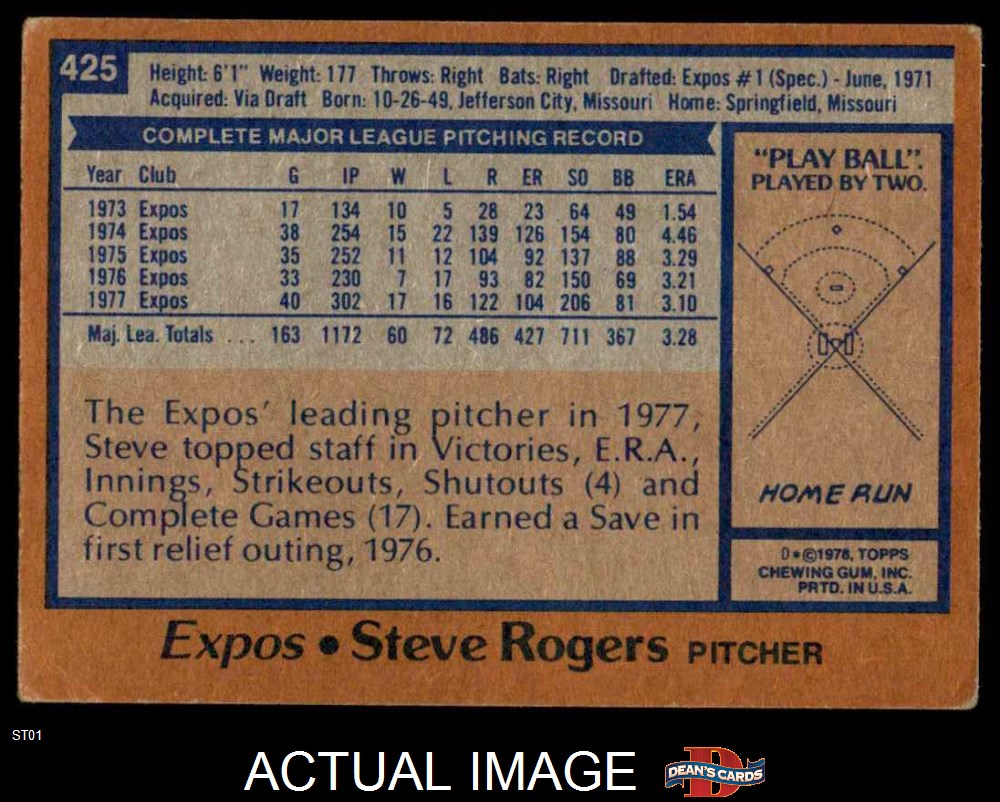 425
Height: 6'1" Weight: 177 Throws: Right Bats: Right Drafted: Expos #1 (Spec.) - June, 1971
Acquired: Via Draft Born: 10-26-49, Jefferson City, Missouri Home: Springfield, Missouri
COMPLETE MAJOR LEAGUE PITCHING RECORD
Year Club G IP W L R ER SO BB ERA
1973 Expos 17 134 10 5 28 23 64 49 1.54
1974 Expos 38 254 15 22 139 126 154 80 4.46
1975 Expos 35 252 11 12 104 92 137 88 3.29
1976 Expos 33 230 7 17 93 82 150 69 3.21
1977 Expos 40 302 17 16 122 104 206 81 3.10
Maj. Lea. Totals ... 163 1172 60 72 486 427 711 367 3.28
The Expos' leading pitcher in 1977,
Steve topped staff in Victories, E.R.A.,
Innings, Strikeouts, Shutouts (4) and
Complete Games (17). Earned a Save in
first relief outing, 1976.
"PLAY BALL".
PLAYED BY TWO.
HOME RUN
D*©1978, TOPPS
CHEWING GUM, INC.
PRTD. IN U.S.A.
Expos • Steve Rogers PITCHER
ST01
ACTUAL IMAGE
D
DEAN'S CARDS